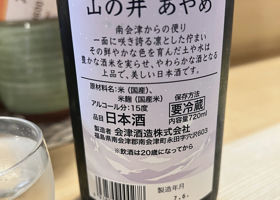 山の井 あやめ
南会津からの便り
一面に咲き誇る凛とした佇まい
その鮮やかな色を育んだ土や水は
豊かな酒米を実らせ、やわらかな酒となる
上品で、美しい日本酒です。
原材料名：米（国産）、
米麹（国産米）
アルコール分：15度
保存方法
要冷蔵
品目 日本酒
内容量720ml
製造者 会津酒造株式会社
福島県南会津郡南会津町永田字穴沢603
※飲酒は20歳になってから
製造年月
7.6.